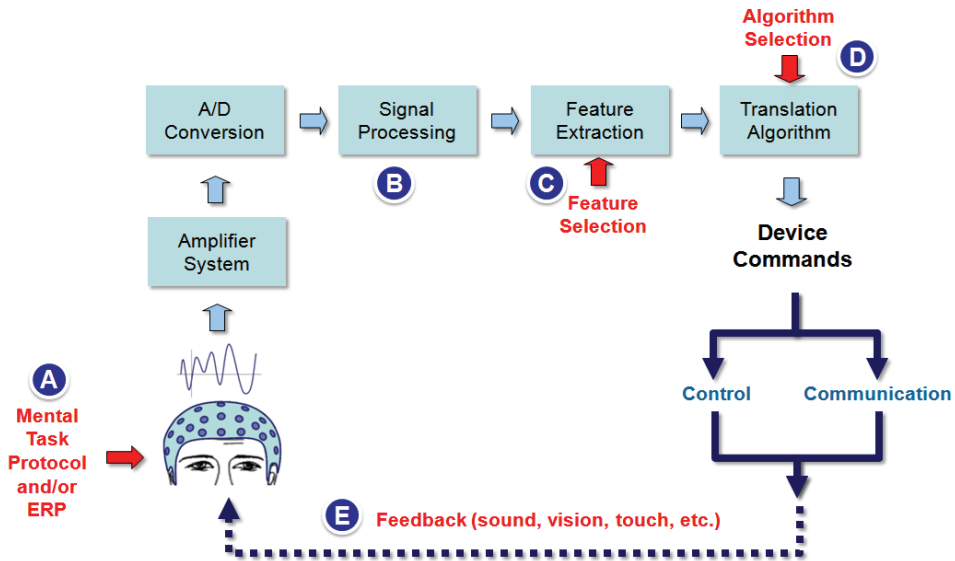 Algorithm
Selection
D
A/D
Conversion
Signal
Processing
Feature
Extraction
Translation
Algorithm
B
C
Feature
Selection
Amplifier
System
Device
Commands
A
Mental
Task
Protocol
and/or
ERP
Control
Communication
E
Feedback (sound, vision, touch, etc.)